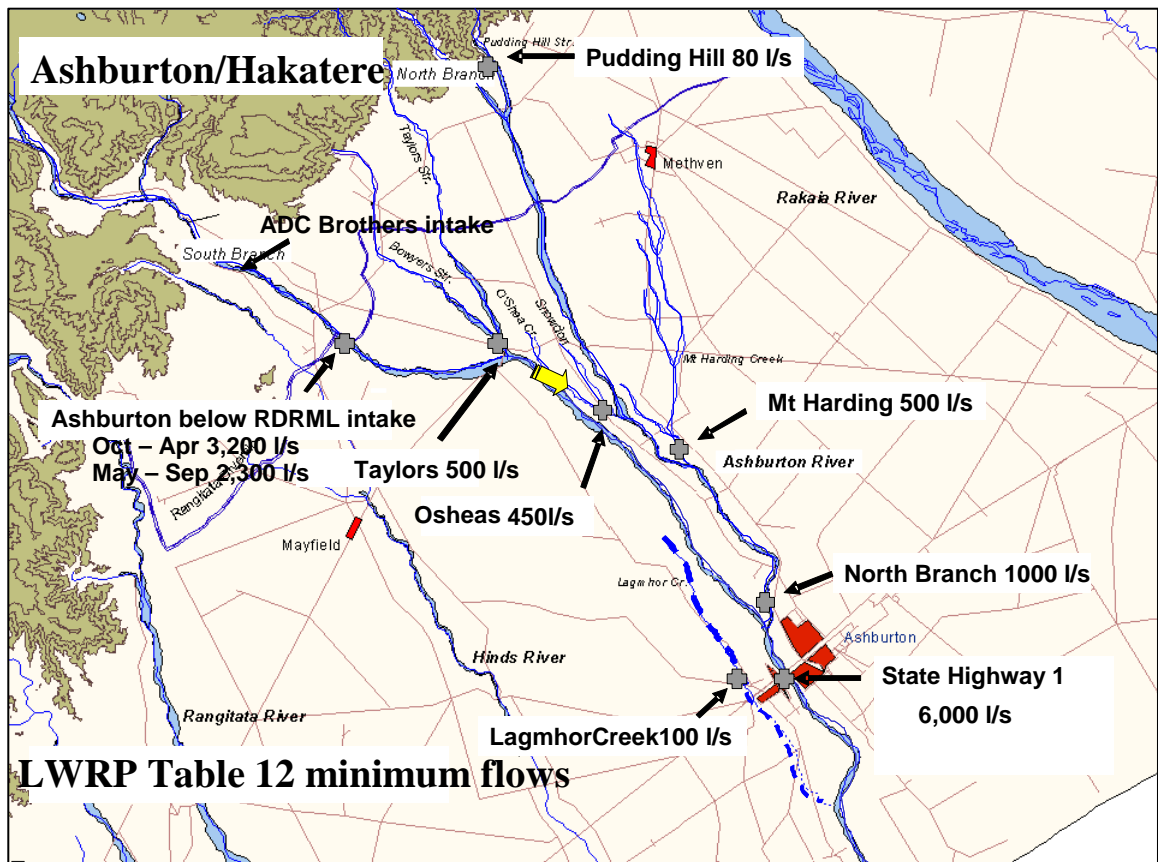 Pudding Hill Str.
Pudding Hill 80 l/s
Ashburton/Hakatere
North Branch
Taylors Str.
Methven
Rakaia River
ADC Brothers intake
South Branch
Bowyers Str.
O'Shea Cr.
Snowdon
Mt Harding Creek
Mt Harding 500 l/s
Ashburton below RDRML intake
Oct – Apr 3,200 l/s
May – Sep 2,300 l/s
Taylors 500 l/s
Ashburton River
Rangitata
Osheas 450l/s
Mayfield
Lagmhor Cr.
North Branch 1000 l/s
Ashburton
Hinds River
State Highway 1
6,000 l/s
Rangitata River
LagmhorCreek100 l/s
LWRP Table 12 minimum flows